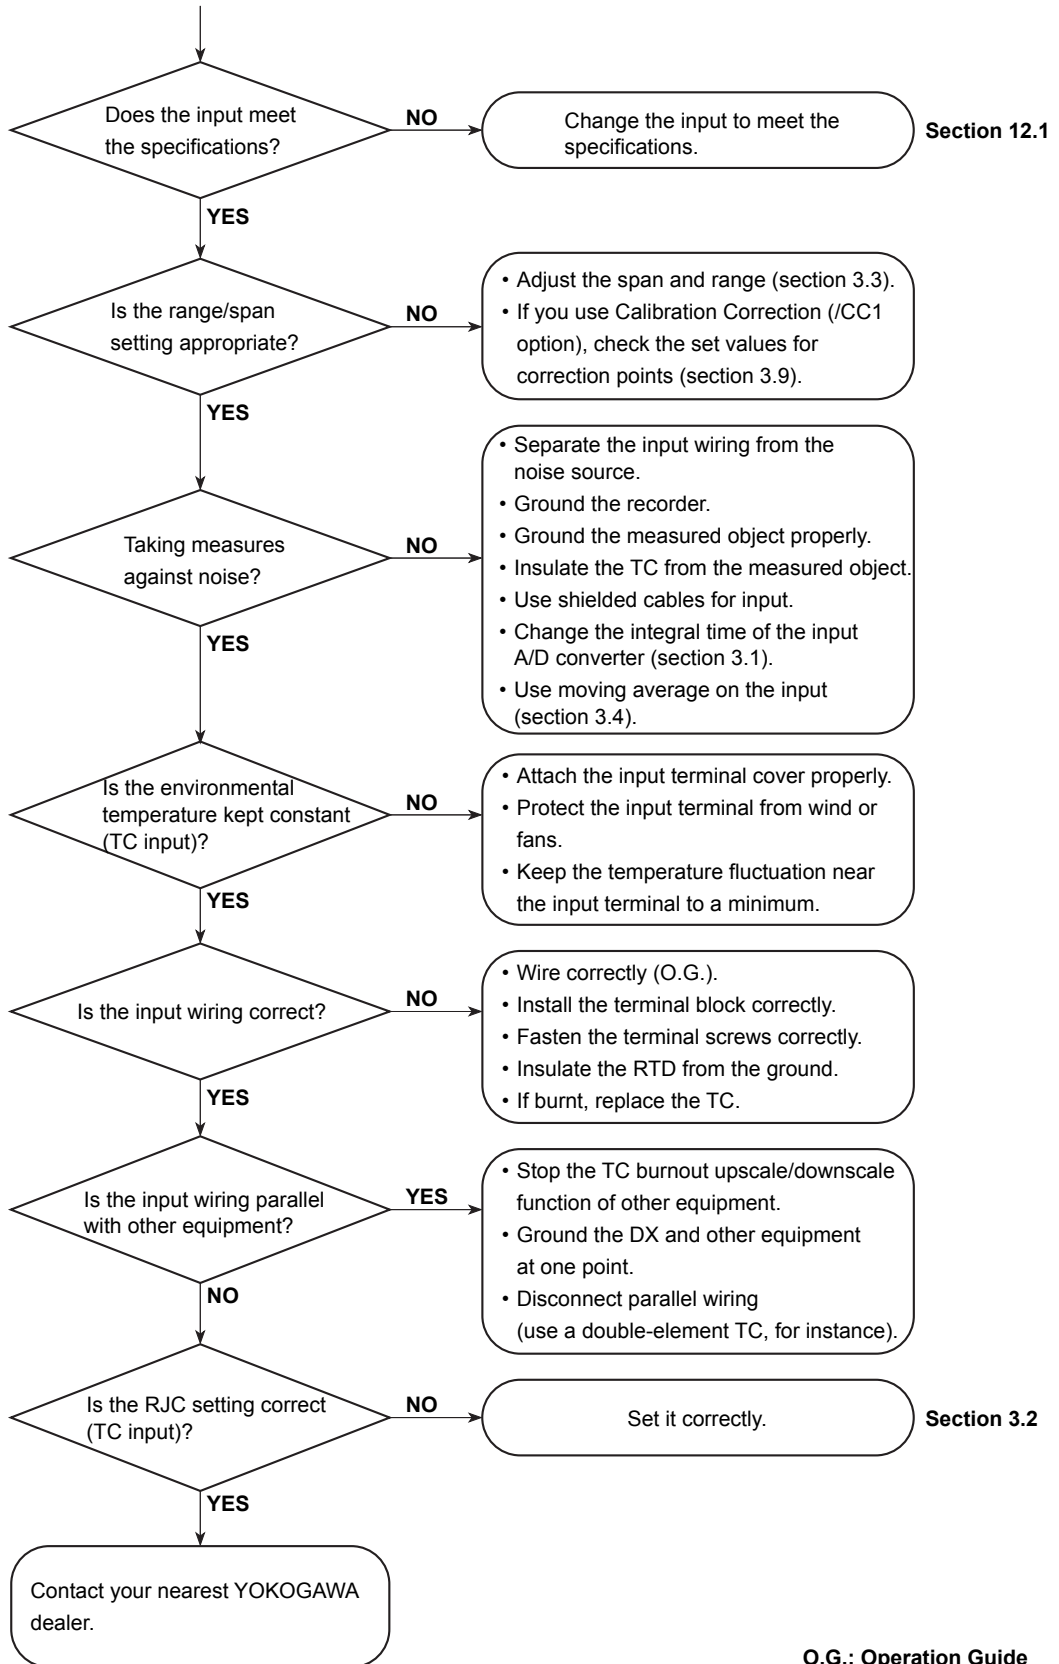 Does the input meet
the specifications?
NO
Change the input to meet the
specifications.
Section 12.1
YES
Is the range/span
setting appropriate?
NO
• Adjust the span and range (section 3.3).
• If you use Calibration Correction (/CC1
option), check the set values for
correction points (section 3.9).
YES
Taking measures
against noise?
NO
• Separate the input wiring from the
noise source.
• Ground the recorder.
• Ground the measured object properly.
• Insulate the TC from the measured object.
• Use shielded cables for input.
• Change the integral time of the input
A/D converter (section 3.1).
• Use moving average on the input
(section 3.4).
YES
Is the environmental
temperature kept constant
(TC input)?
NO
• Attach the input terminal cover properly.
• Protect the input terminal from wind or
fans.
• Keep the temperature fluctuation near
the input terminal to a minimum.
YES
Is the input wiring correct?
NO
• Wire correctly (O.G.).
• Install the terminal block correctly.
• Fasten the terminal screws correctly.
• Insulate the RTD from the ground.
• If burnt, replace the TC.
YES
Is the input wiring parallel
with other equipment?
YES
• Stop the TC burnout upscale/downscale
function of other equipment.
• Ground the DX and other equipment
at one point.
• Disconnect parallel wiring
(use a double-element TC, for instance).
NO
Is the RJC setting correct
(TC input)?
NO
Set it correctly.
Section 3.2
YES
Contact your nearest YOKOGAWA
dealer.
O.G.: Operation Guide